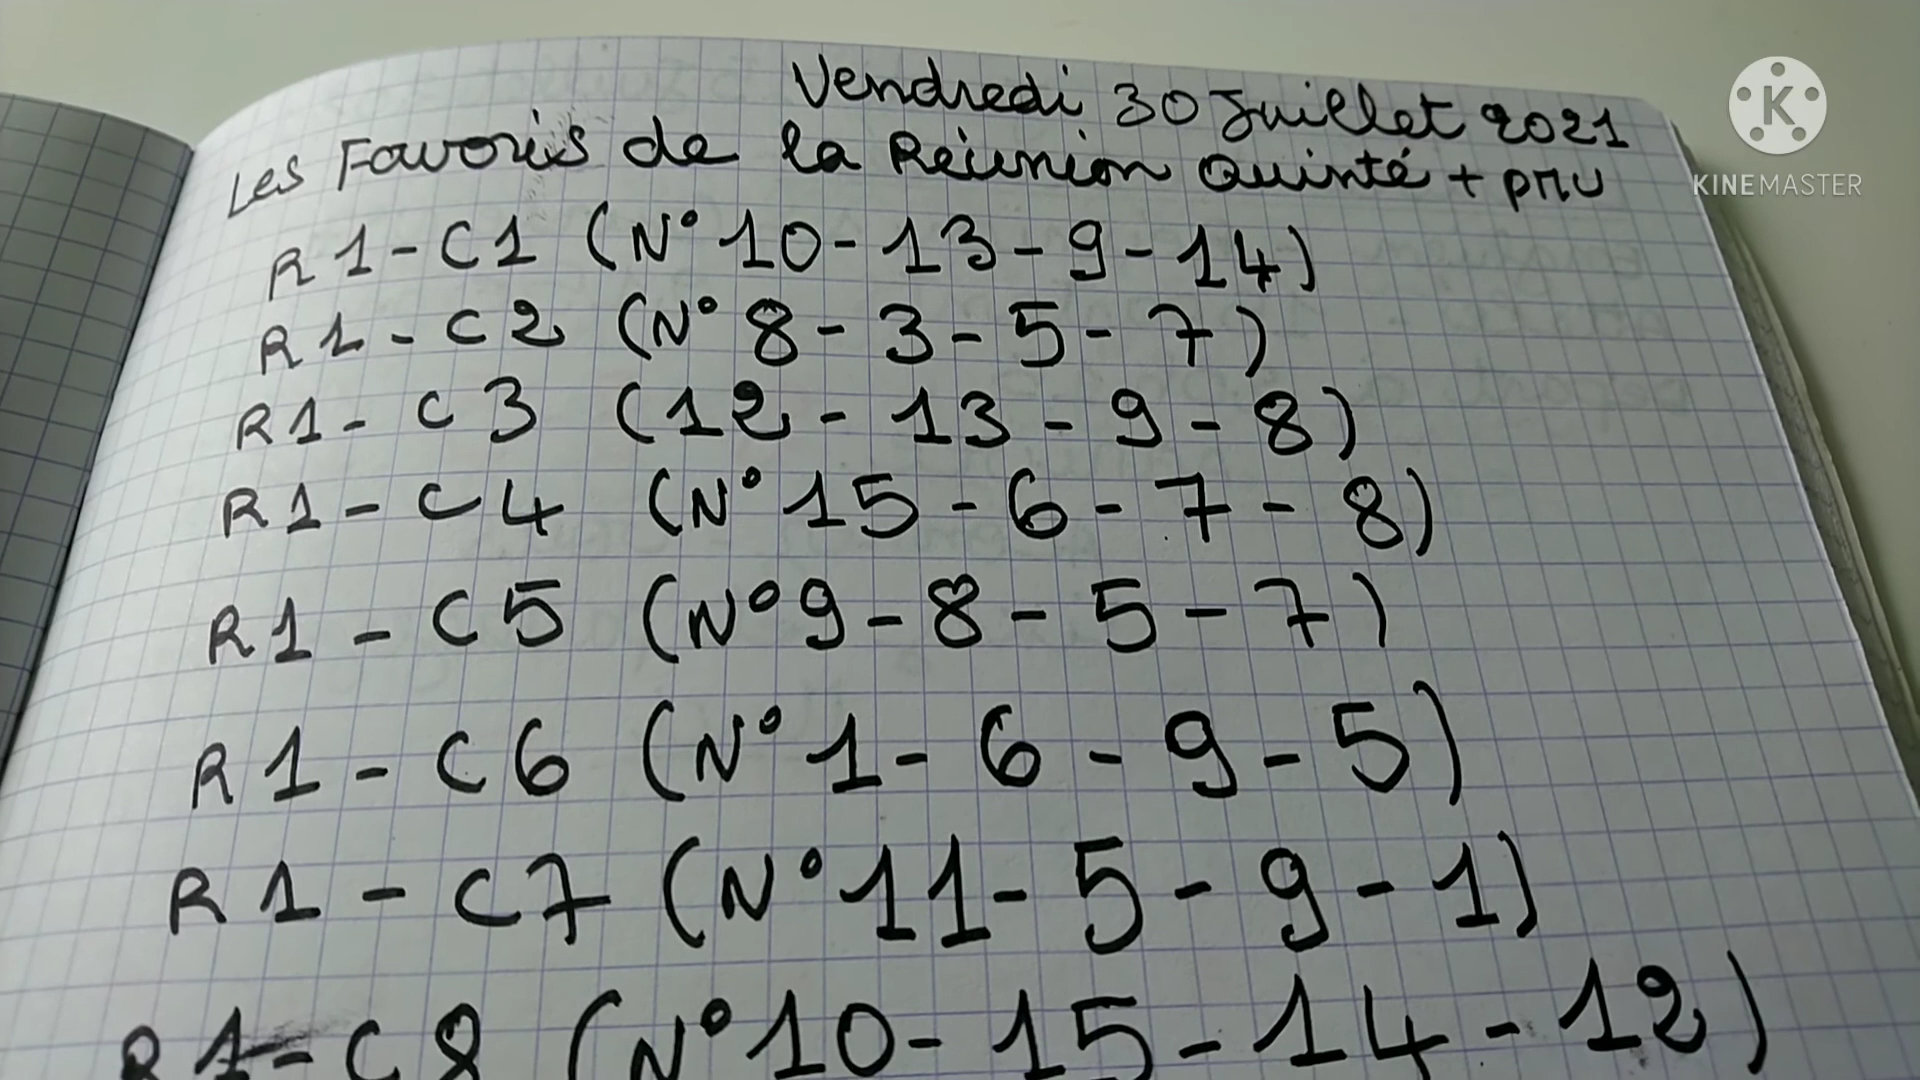 Vendredi 30 Juillet 2021
Les Favoris de la Réunion Quinté + PMU
R1-C1 (N° 10-13-9-14)
R1-C2 (N° 8-3-5-7)
R1-C3 (12-13-9-8)
R1-C4 (N° 15-6-7-8)
R1-C5 (N° 9-8-5-7)
R1-C6 (N° 1-6-9-5)
R1-C7 (N° 11-5-9-1)
R1-C8 (N° 10-15-14-12)
K
KINEMASTER